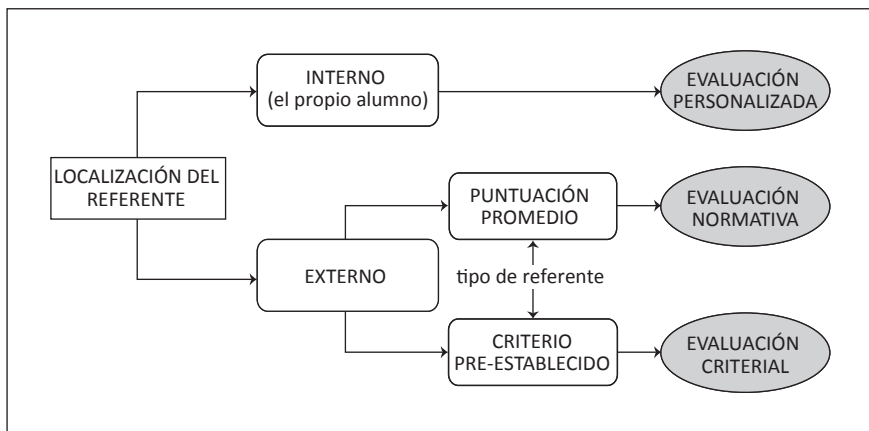 INTERNO
(el propio alumno)
EVALUACIÓN
PERSONALIZADA
LOCALIZACIÓN DEL
REFERENTE
PUNTUACIÓN
PROMEDIO
EVALUACIÓN
NORMATIVA
EXTERNO
tipo de referente
CRITERIO
PRE-ESTABLECIDO
EVALUACIÓN
CRITERIAL